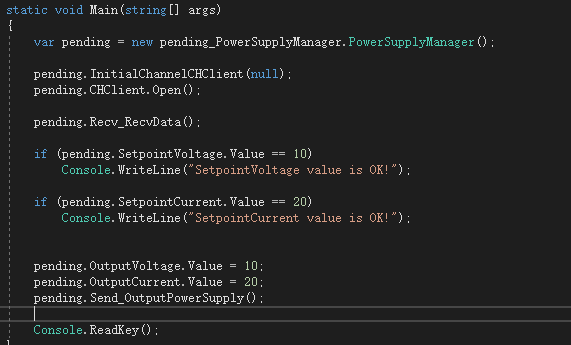 static void Main(string[] args)
{
var pending = new pending_PowerSupplyManager.PowerSupplyManager();
pending.InitialChannelCHClient(null);
pending.CHClient.Open();
pending.Recv_RecvData();
if (pending.SetpointVoltage.Value == 10)
Console.WriteLine("SetpointVoltage value is OK!");
if (pending.SetpointCurrent.Value == 20)
Console.WriteLine("SetpointCurrent value is OK!");
pending.OutputVoltage.Value = 10;
pending.OutputCurrent.Value = 20;
pending.Send_OutputPowerSupply();
Console.ReadKey();